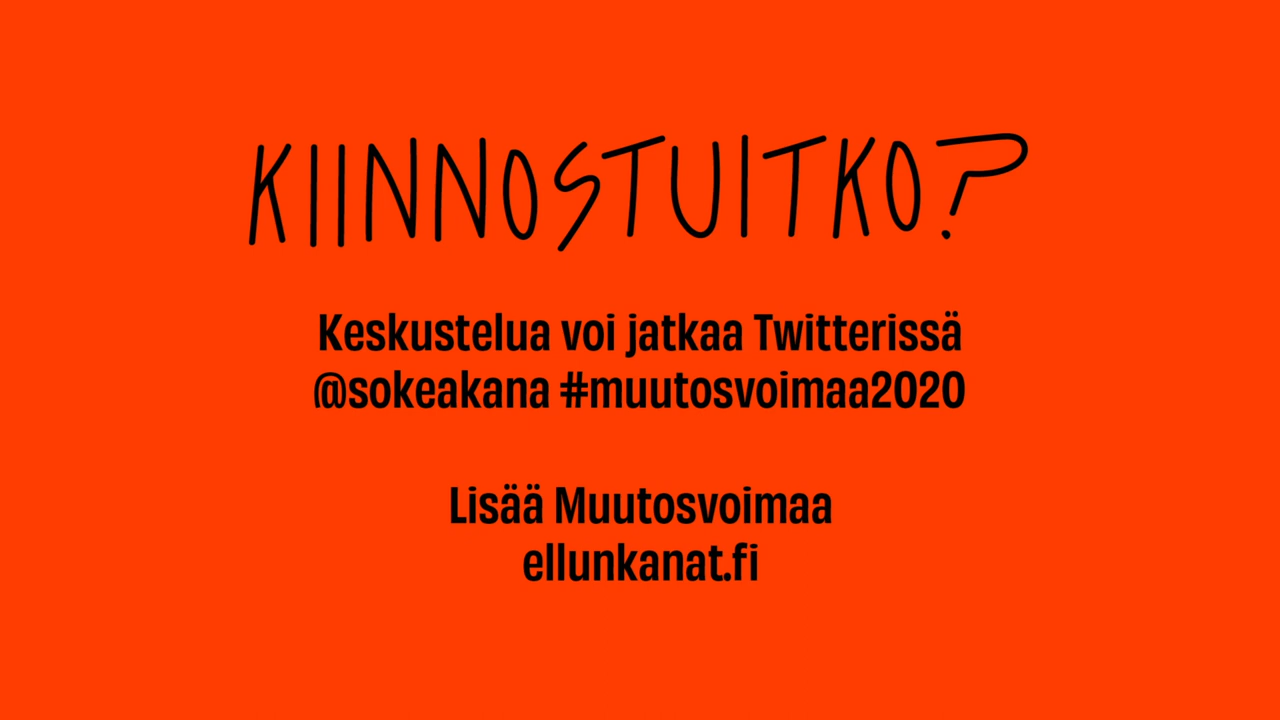 KIINNOSTUITKO?
Keskustelua voi jatkaa Twitterissä
@sokeakana #muutosvoimaa2020
Lisää Muutosvoimaa
ellunkanat.fi